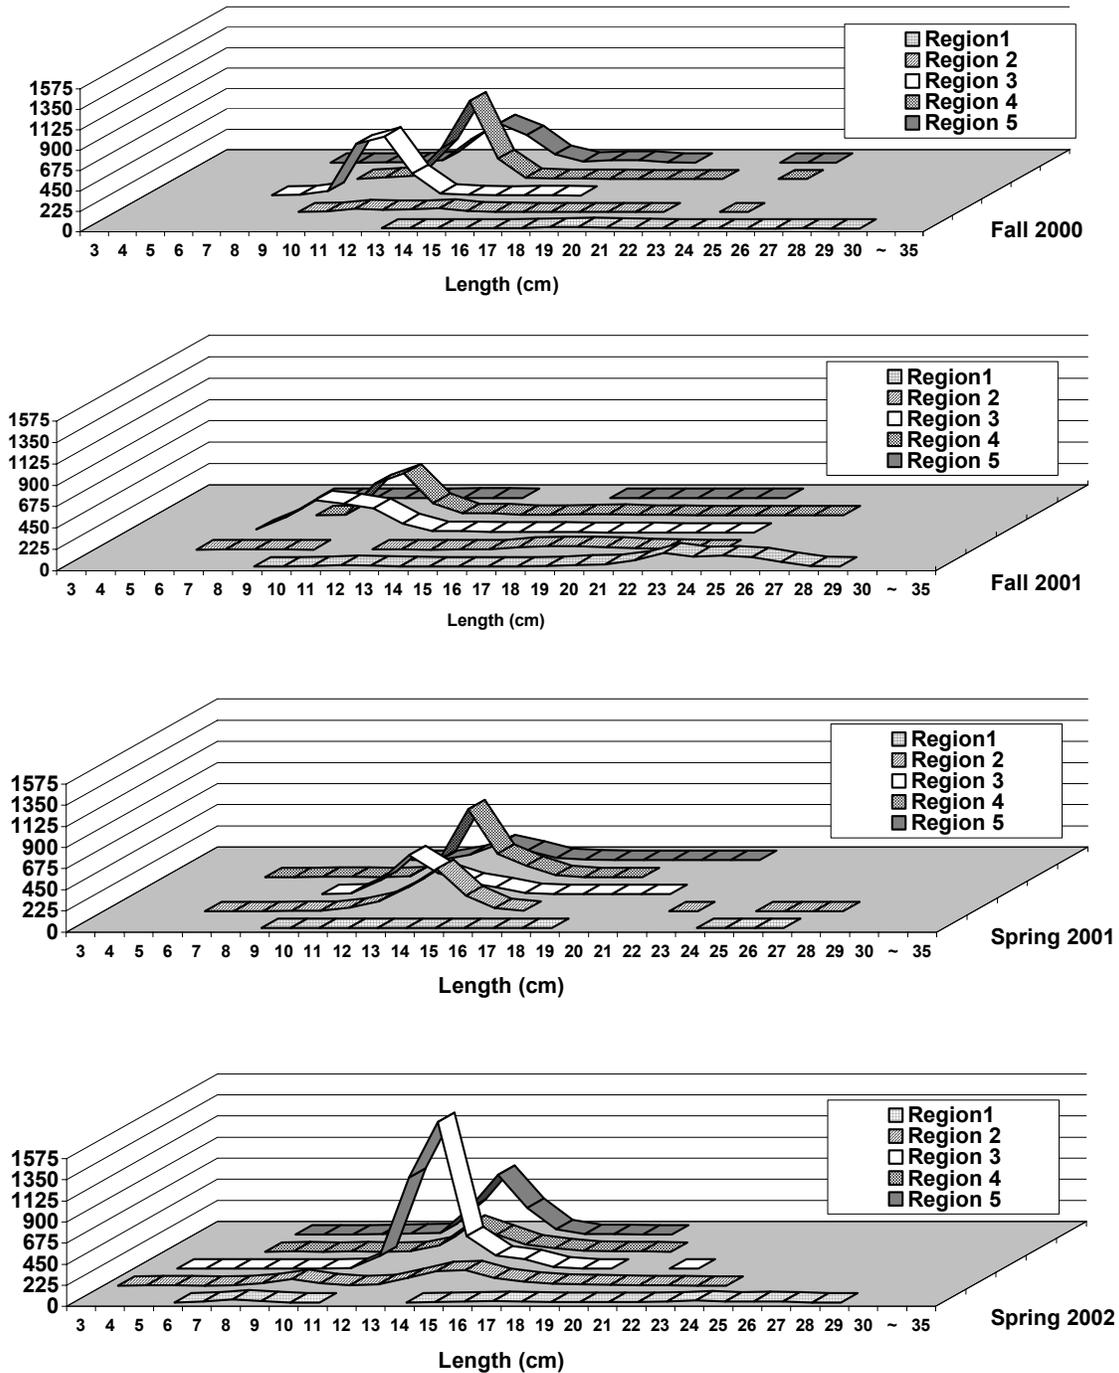 Region1
Region 2
Region 3
Region 4
Region 5
1575
1350
1125
900
675
450
225
0
3 4 5 6 7 8 9 10 11 12 13 14 15 16 17 18 19 20 21 22 23 24 25 26 27 28 29 30 ~ 35
Fall 2000
Length (cm)
Region1
Region 2
Region 3
Region 4
Region 5
1575
1350
1125
900
675
450
225
0
3 4 5 6 7 8 9 10 11 12 13 14 15 16 17 18 19 20 21 22 23 24 25 26 27 28 29 30 ~ 35
Fall 2001
Length (cm)
Region1
Region 2
Region 3
Region 4
Region 5
1575
1350
1125
900
675
450
225
0
3 4 5 6 7 8 9 10 11 12 13 14 15 16 17 18 19 20 21 22 23 24 25 26 27 28 29 30 ~ 35
Spring 2001
Length (cm)
Region1
Region 2
Region 3
Region 4
Region 5
1575
1350
1125
900
675
450
225
0
3 4 5 6 7 8 9 10 11 12 13 14 15 16 17 18 19 20 21 22 23 24 25 26 27 28 29 30 ~ 35
Spring 2002
Length (cm)